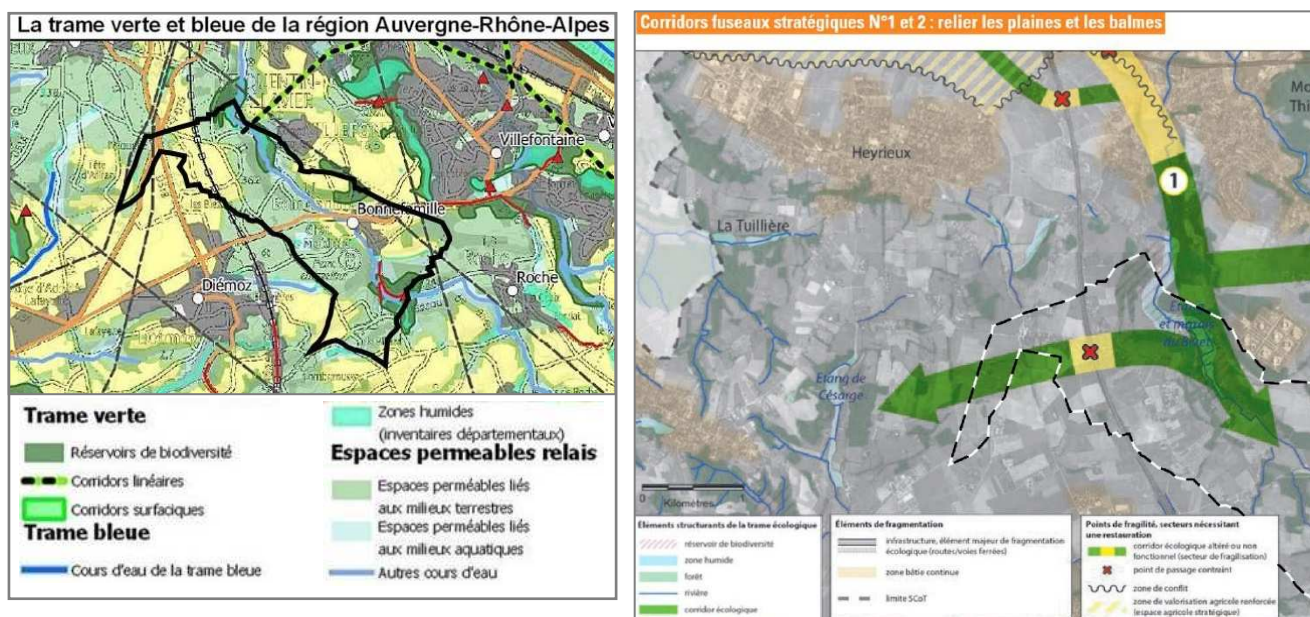 La trame verte et bleue de la région Auvergne-Rhône-Alpes
Villefontaine
Bonnefamille
Diémoz
Roche
Trame verte
Réservoirs de biodiversité
Corridors linéaires
Corridors surfaciques
Trame bleue
Cours d'eau de la trame bleue
Zones humides
(inventaires départementaux)
Espaces permeables relais
Espaces perméables liés
aux milieux terrestres
Espaces perméables liés
aux milieux aquatiques
Autres cours d'eau
Corridors fuseaux stratégiques N°1 et 2 : relier les plaines et les balmes
Heyrieux
1
La Tuillière
et marais
Etang de
Césarge
0
Kilomètres
1
Éléments structurants de la trame écologique
réservoir de biodiversité
zone humide
forêt
rivière
corridor écologique
Éléments de fragmentation
infrastructure, élément majeur de fragmentation
écologique (routes/voies ferrées)
zone bâtie continue
limite SCoT
Points de fragilité, secteurs nécessitant
une restauration
corridor écologique altéré ou non
fonctionnel (secteur de fragilisation)
point de passage contraint
zone de conflit
zone de valorisation agricole renforcée
(espace agricole stratégique)